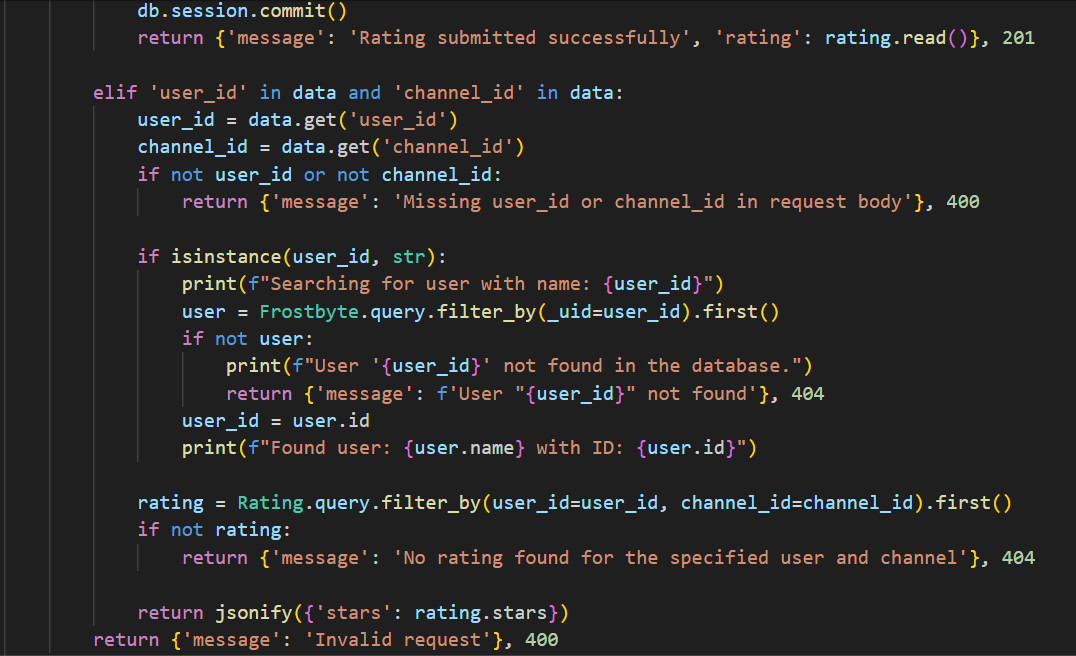 db.session.commit()
return {'message': 'Rating submitted successfully', 'rating': rating.read()}, 201
elif 'user_id' in data and 'channel_id' in data:
user_id = data.get('user_id')
channel_id = data.get('channel_id')
if not user_id or not channel_id:
return {'message': 'Missing user_id or channel_id in request body'}, 400
if isinstance(user_id, str):
print(f"Searching for user with name: {user_id}")
user = Frostbyte.query.filter_by(_uid=user_id).first()
if not user:
print(f"User '{user_id}' not found in the database.")
return {'message': f'User "{user_id}" not found'}, 404
user_id = user.id
print(f"Found user: {user.name} with ID: {user.id}")
rating = Rating.query.filter_by(user_id=user_id, channel_id=channel_id).first()
if not rating:
return {'message': 'No rating found for the specified user and channel'}, 404
return jsonify({'stars': rating.stars})
return {'message': 'Invalid request'}, 400